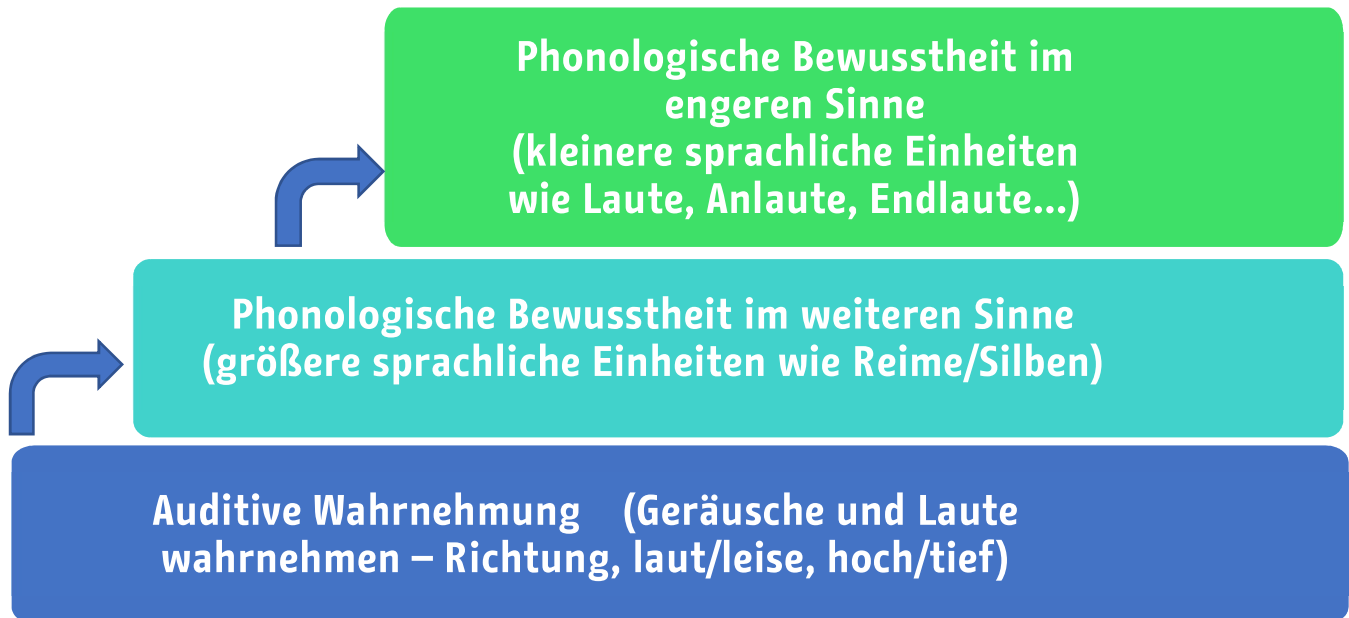 Phonologische Bewusstheit im
engeren Sinne
(kleinere sprachliche Einheiten
wie Laute, Anlaute, Endlaute...)
Phonologische Bewusstheit im weiteren Sinne
(größere sprachliche Einheiten wie Reime/Silben)
Auditive Wahrnehmung (Geräusche und Laute
wahrnehmen – Richtung, laut/leise, hoch/tief)